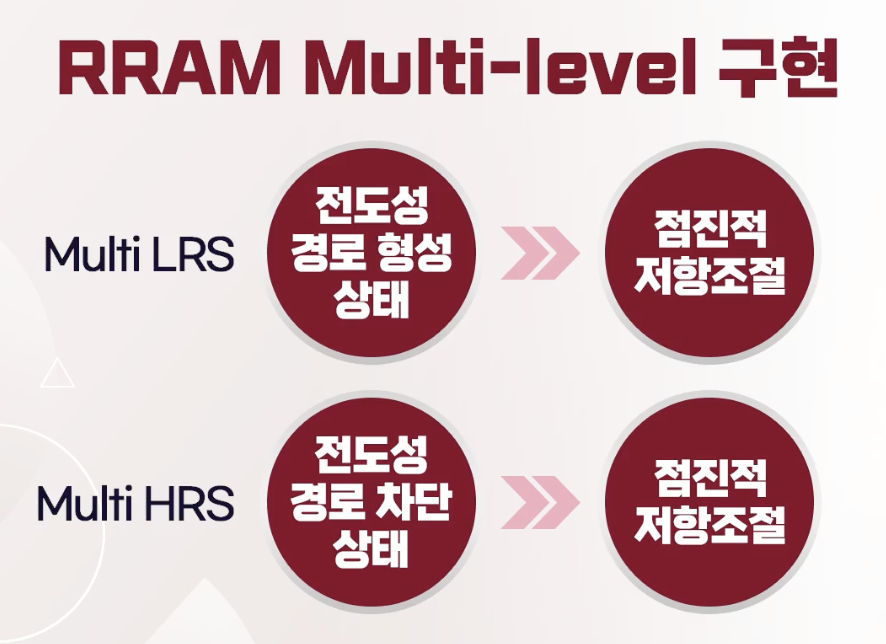 RRAM Multi-level 구현
Multi LRS
전도성
경로 형성
상태
점진적
저항조절
Multi HRS
전도성
경로 차단
상태
점진적
저항조절